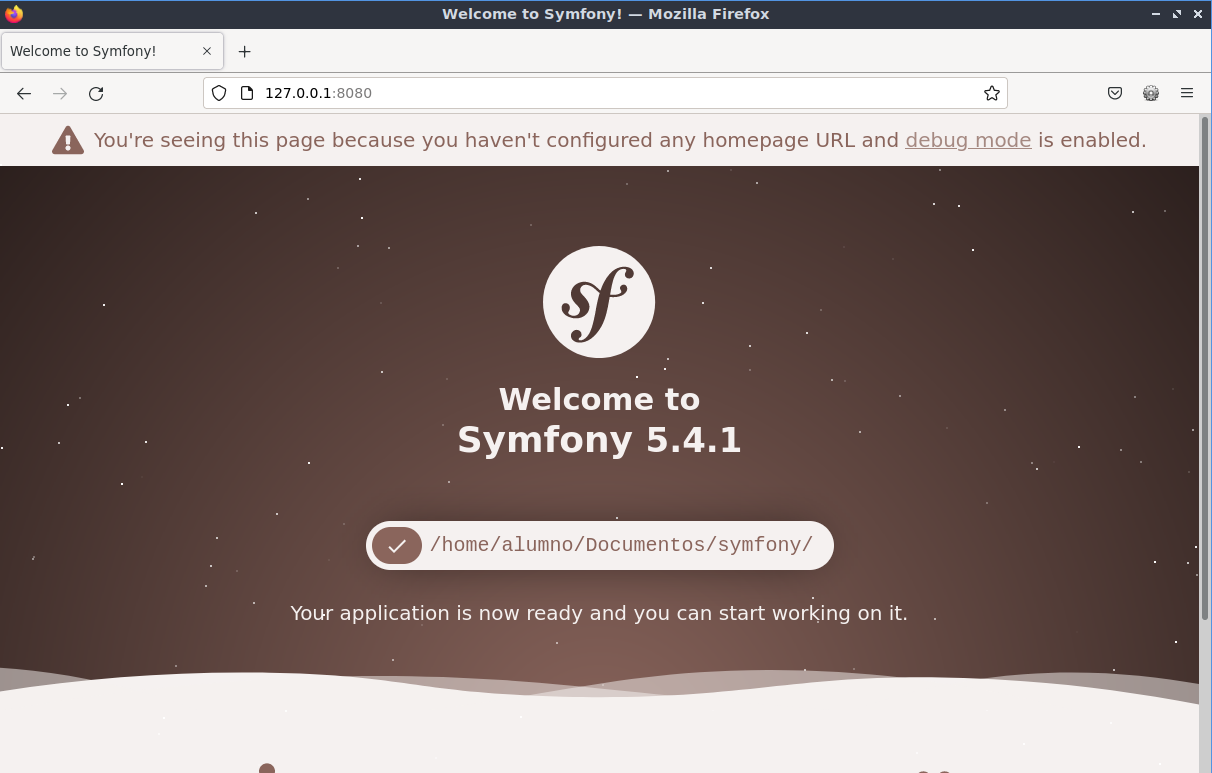 Welcome to Symfony! — Mozilla Firefox
Welcome to Symfony!
127.0.0.1:8080
You're seeing this page because you haven't configured any homepage URL and debug mode is enabled.
sf
Welcome to
Symfony 5.4.1
/home/alumno/Documentos/symfony/
Your application is now ready and you can start working on it.